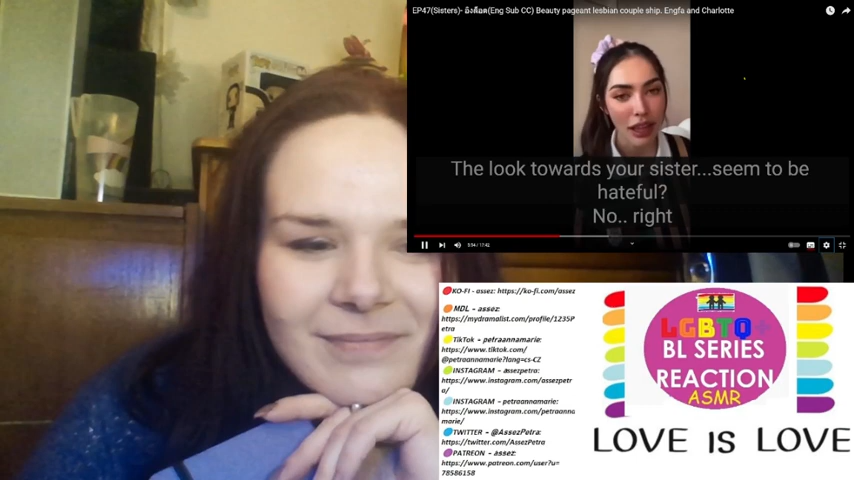 EP47(Sisters)- อิงล็อต(Eng Sub CC) Beauty pageant lesbian couple ship. Engfa and Charlotte
The look towards your sister...seem to be
hateful?
No.. right
5:54 / 17:42
KO-FI - assez: https://ko-fi.com/assez
MDL - assez:
https://mydramalist.com/profile/1235P
etra
TikTok - petraannamarie:
https://www.tiktok.com/
@petraannamarie?lang=cs-CZ
INSTAGRAM - assezpetra:
https://www.instagram.com/assezpetr
a/
INSTAGRAM - petraannamarie:
https://www.instagram.com/petraanna
marie/
TWITTER - @AssezPetra
https://twitter.com/AssezPetra
PATREON - assez:
https://www.patreon.com/user?u=
78586158
LGBTQ+
BL SERIES
REACTION
ASMR
LOVE IS LOVE